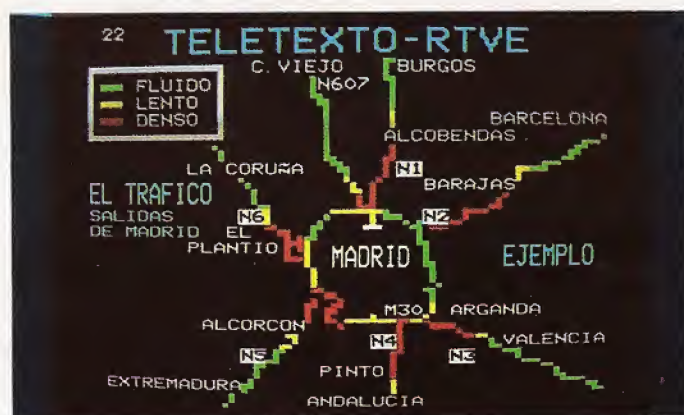 22 TELETEXTO-RTVE
C. VIEJO BURGOS
N607
FLUIDO
LENTO
DENSO
BARCELONA
ALCOBENDAS
LA CORUÑA
N1
BARAJAS
EL TRAFICO
SALIDAS
DE MADRID
N6
EL
PLANTIO
N2
MADRID
EJEMPLO
M30 ARGANDA
ALCORCON
VALENCIA
N5
N4
N3
PINTO
EXTREMADURA
ANDALUCIA